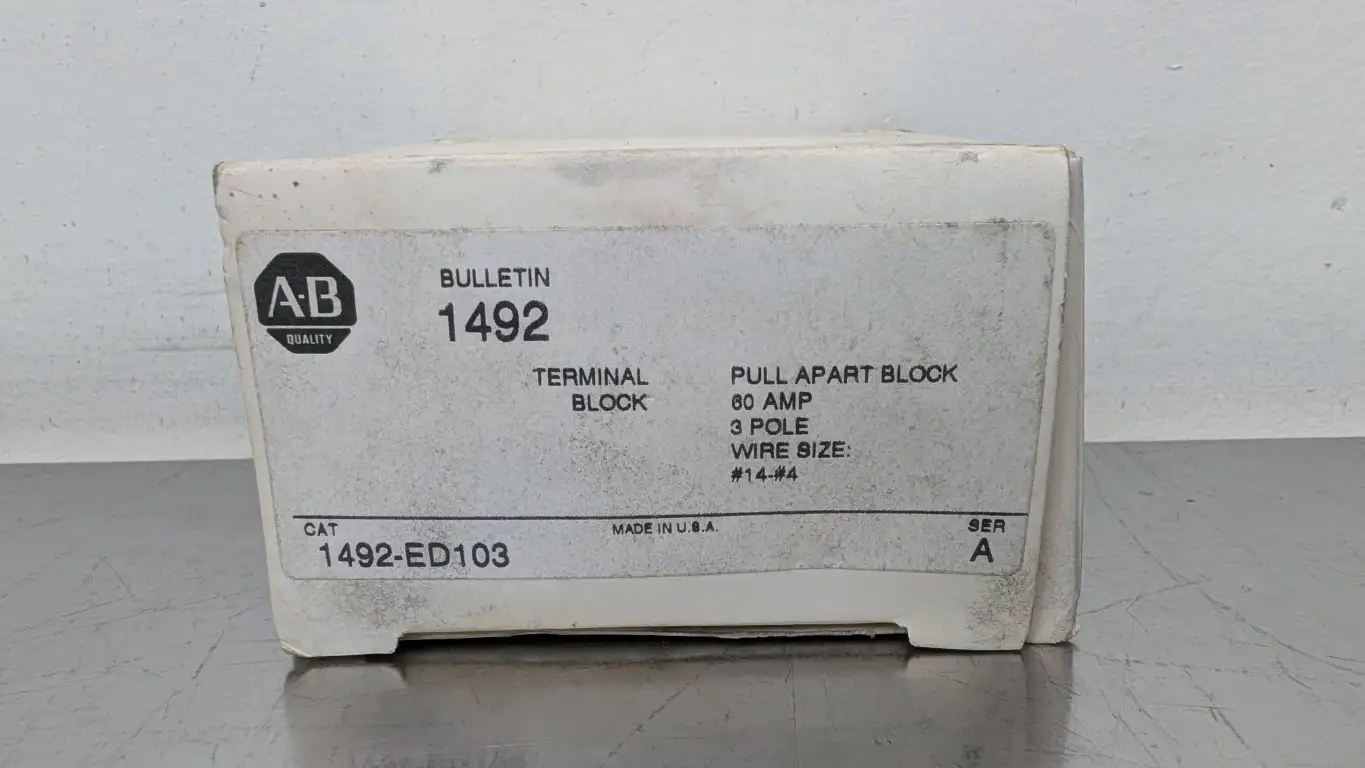 A-B
QUALITY
BULLETIN
1492
TERMINAL
BLOCK
PULL APART BLOCK
60 AMP
3 POLE
WIRE SIZE:
#14-#4
CAT
1492-ED103
MADE IN U.S.A.
SER
A